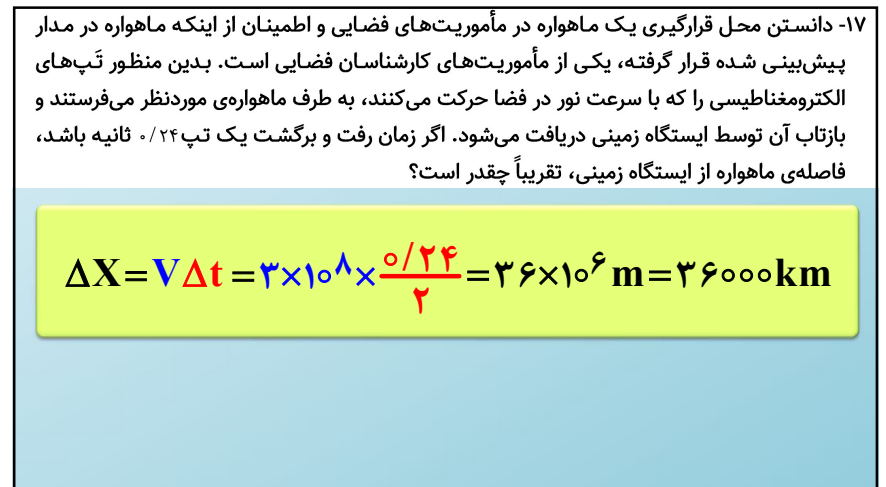 ۱۷- دانستن محل قرارگیری یک ماهواره در مأموریت‌های فضایی و اطمینان از اینکه ماهواره در مدار
پیش‌بینی شده قرار گرفته، یکی از مأموریت‌های کارشناسان فضایی است. بدین منظور تَپ‌های
الکترومغناطیسی را که با سرعت نور در فضا حرکت می‌کنند، به طرف ماهواره‌ی موردنظر می‌فرستند و
بازتاب آن توسط ایستگاه زمینی دریافت می‌شود. اگر زمان رفت و برگشت یک تپ ۰/۲۴ ثانیه باشد،
فاصله‌ی ماهواره از ایستگاه زمینی، تقریباً چقدر است؟
ΔX=VΔt=۳×۱۰^۸×۰/۲۴/۲=۳۶×۱۰^۶ m=۳۶۰۰۰km